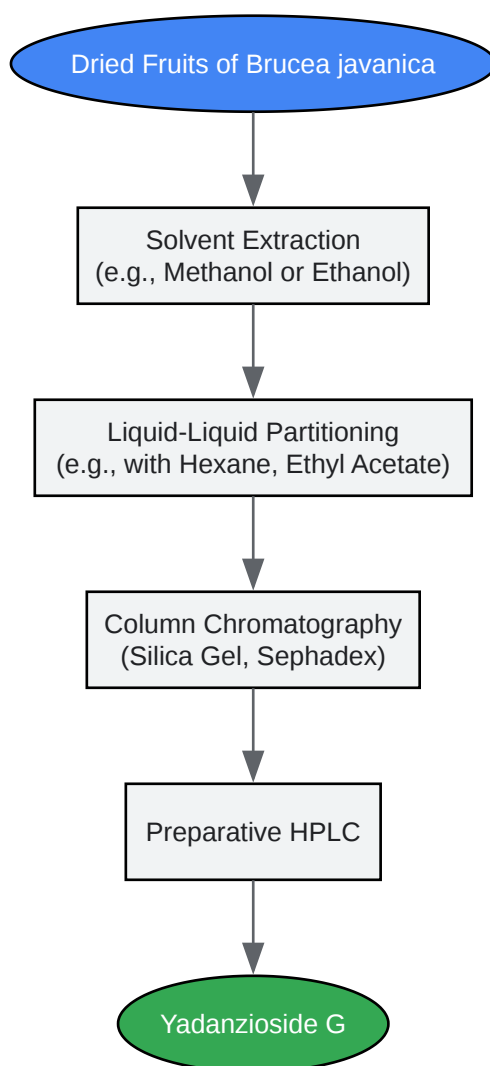 Dried Fruits of Brucea javanica
Solvent Extraction
(e.g., Methanol or Ethanol)
Liquid-Liquid Partitioning
(e.g., with Hexane, Ethyl Acetate)
Column Chromatography
(Silica Gel, Sephadex)
Preparative HPLC
Yadanzioside G